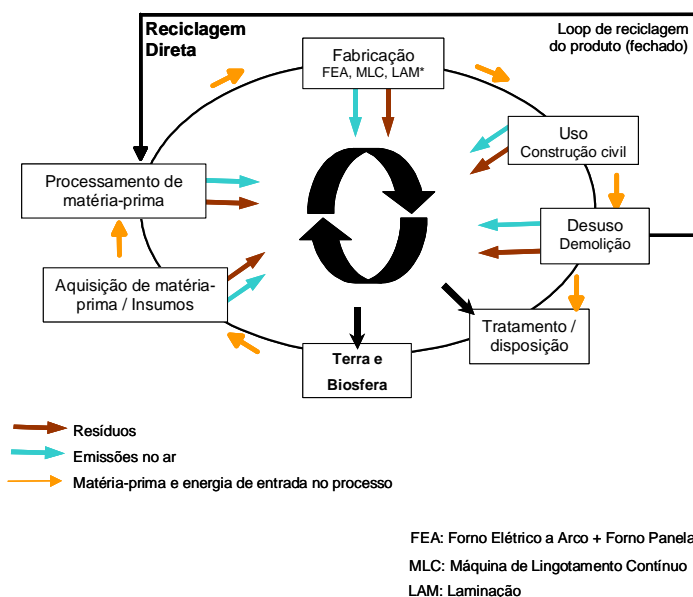 Reciclagem
Direta
Loop de reciclagem
do produto (fechado)
Fabricação
FEA, MLC, LAM*
Uso
Construção civil
Processamento de
matéria-prima
Desuso
Demolição
Aquisição de matéria-
prima / Insumos
Tratamento /
disposição
Terra e
Biosfera
Resíduos
Emissões no ar
Matéria-prima e energia de entrada no processo
FEA: Forno Elétrico a Arco + Forno Panela
MLC: Máquina de Lingotamento Contínuo
LAM: Laminação